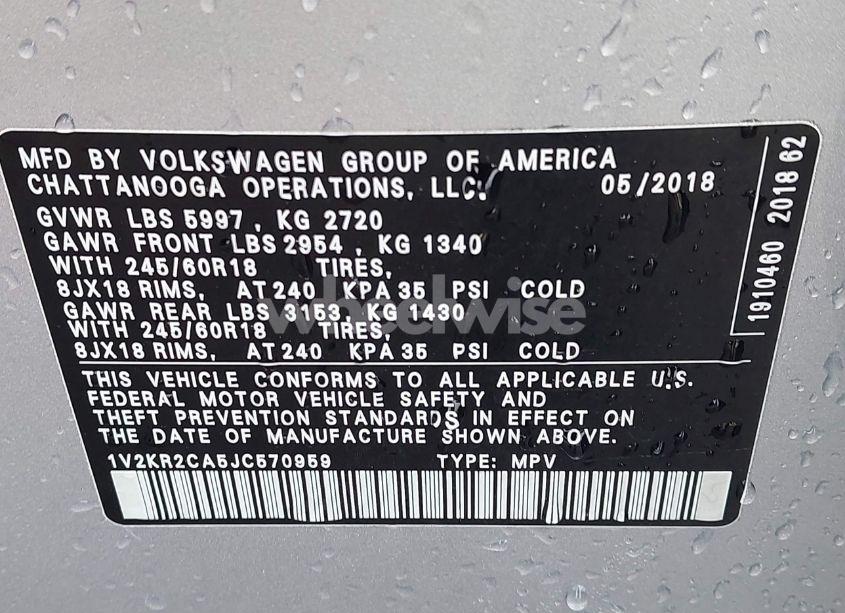 MFD BY VOLKSWAGEN GROUP OF AMERICA
CHATTANOOGA OPERATIONS, LLC. 05/2018
GVWR LBS 5997, KG 2720
GAWR FRONT LBS 2954, KG 1340
WITH 245/60R18 TIRES,
8JX18 RIMS, AT 240 KPA 35 PSI COLD
GAWR REAR LBS 3153, KG 1430
WITH 245/60R18 TIRES,
8JX18 RIMS, AT 240 KPA 35 PSI COLD
THIS VEHICLE CONFORMS TO ALL APPLICABLE U.S.
FEDERAL MOTOR VEHICLE SAFETY AND
THEFT PREVENTION STANDARDS IN EFFECT ON
THE DATE OF MANUFACTURE SHOWN ABOVE.
1V2KR2CA5JC570959 TYPE: MPV
1910460 2018 62
wheelwise